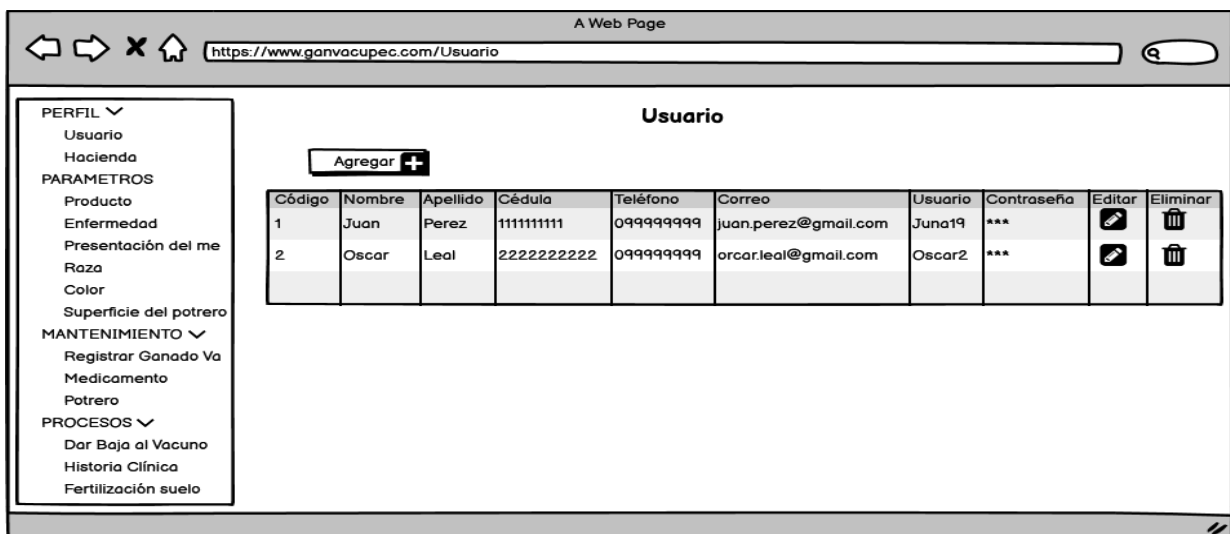 A Web Page
https://www.ganvacupec.com/Usuario
PERFIL
Usuario
Hacienda
PARAMETROS
Producto
Enfermedad
Presentación del me
Raza
Color
Superficie del potrero
MANTENIMIENTO
Registrar Ganado Va
Medicamento
Potrero
PROCESOS
Dar Baja al Vacuno
Historia Clínica
Fertilización suelo
Usuario
Agregar
Código Nombre Apellido Cédula Teléfono Correo Usuario Contraseña Editar Eliminar
1 Juan Perez 1111111111 099999999 juan.perez@gmail.com Juna19 ***
2 Oscar Leal 2222222222 099999999 orcar.leal@gmail.com Oscar2 ***